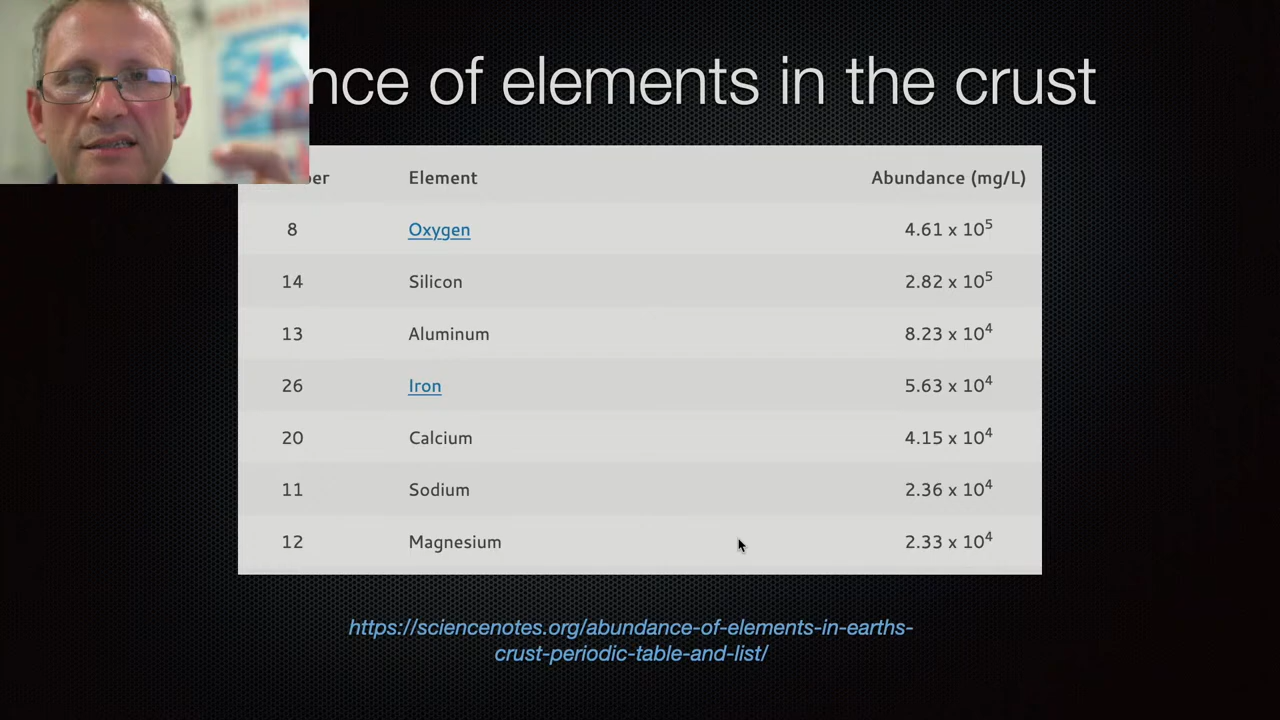 nce of elements in the crust
Element Abundance (mg/L)
8 Oxygen 4.61 x 10⁵
14 Silicon 2.82 x 10⁵
13 Aluminum 8.23 x 10⁴
26 Iron 5.63 x 10⁴
20 Calcium 4.15 x 10⁴
11 Sodium 2.36 x 10⁴
12 Magnesium 2.33 x 10⁴
https://sciencenotes.org/abundance-of-elements-in-earths-
crust-periodic-table-and-list/